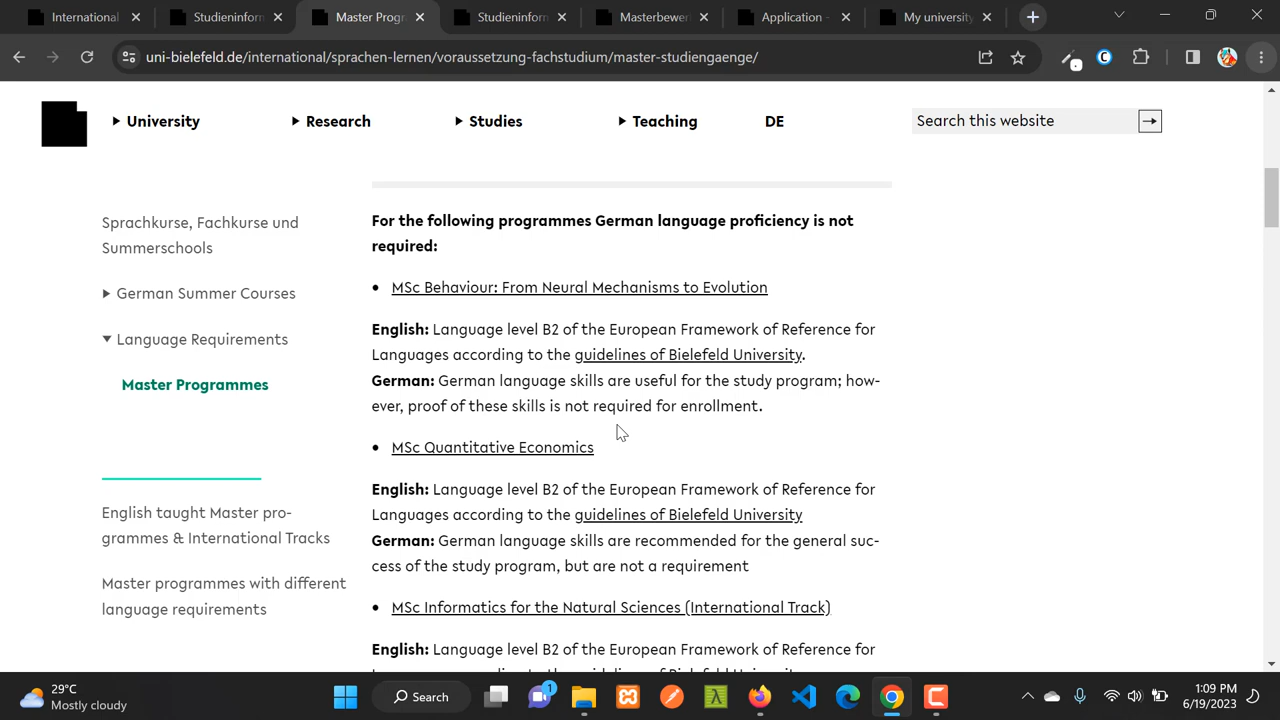 International
Studieninform
Master Progr
Studieninform
Masterbewer
Application -
My university
uni-bielefeld.de/international/sprachen-lernen/voraussetzung-fachstudium/master-studiengaenge/
University
Research
Studies
Teaching
DE
Search this website
Sprachkurse, Fachkurse und
Summerschools
German Summer Courses
Language Requirements
Master Programmes
English taught Master pro-
grammes & International Tracks
Master programmes with different
language requirements
For the following programmes German language proficiency is not
required:
• MSc Behaviour: From Neural Mechanisms to Evolution
English: Language level B2 of the European Framework of Reference for
Languages according to the guidelines of Bielefeld University.
German: German language skills are useful for the study program; how-
ever, proof of these skills is not required for enrollment.
• MSc Quantitative Economics
English: Language level B2 of the European Framework of Reference for
Languages according to the guidelines of Bielefeld University
German: German language skills are recommended for the general suc-
cess of the study program, but are not a requirement
• MSc Informatics for the Natural Sciences (International Track)
English: Language level B2 of the European Framework of Reference for
29°C
Mostly cloudy
Search
1
1:09 PM
6/19/2023